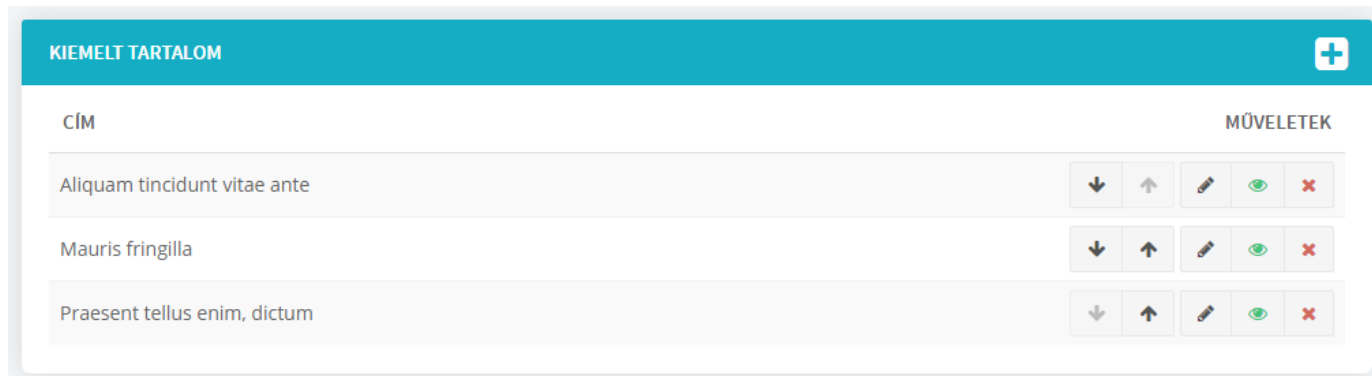 KIEMELT TARTALOM
CÍM MŰVELETEK
Aliquam tincidunt vitae ante
Mauris fringilla
Praesent tellus enim, dictum